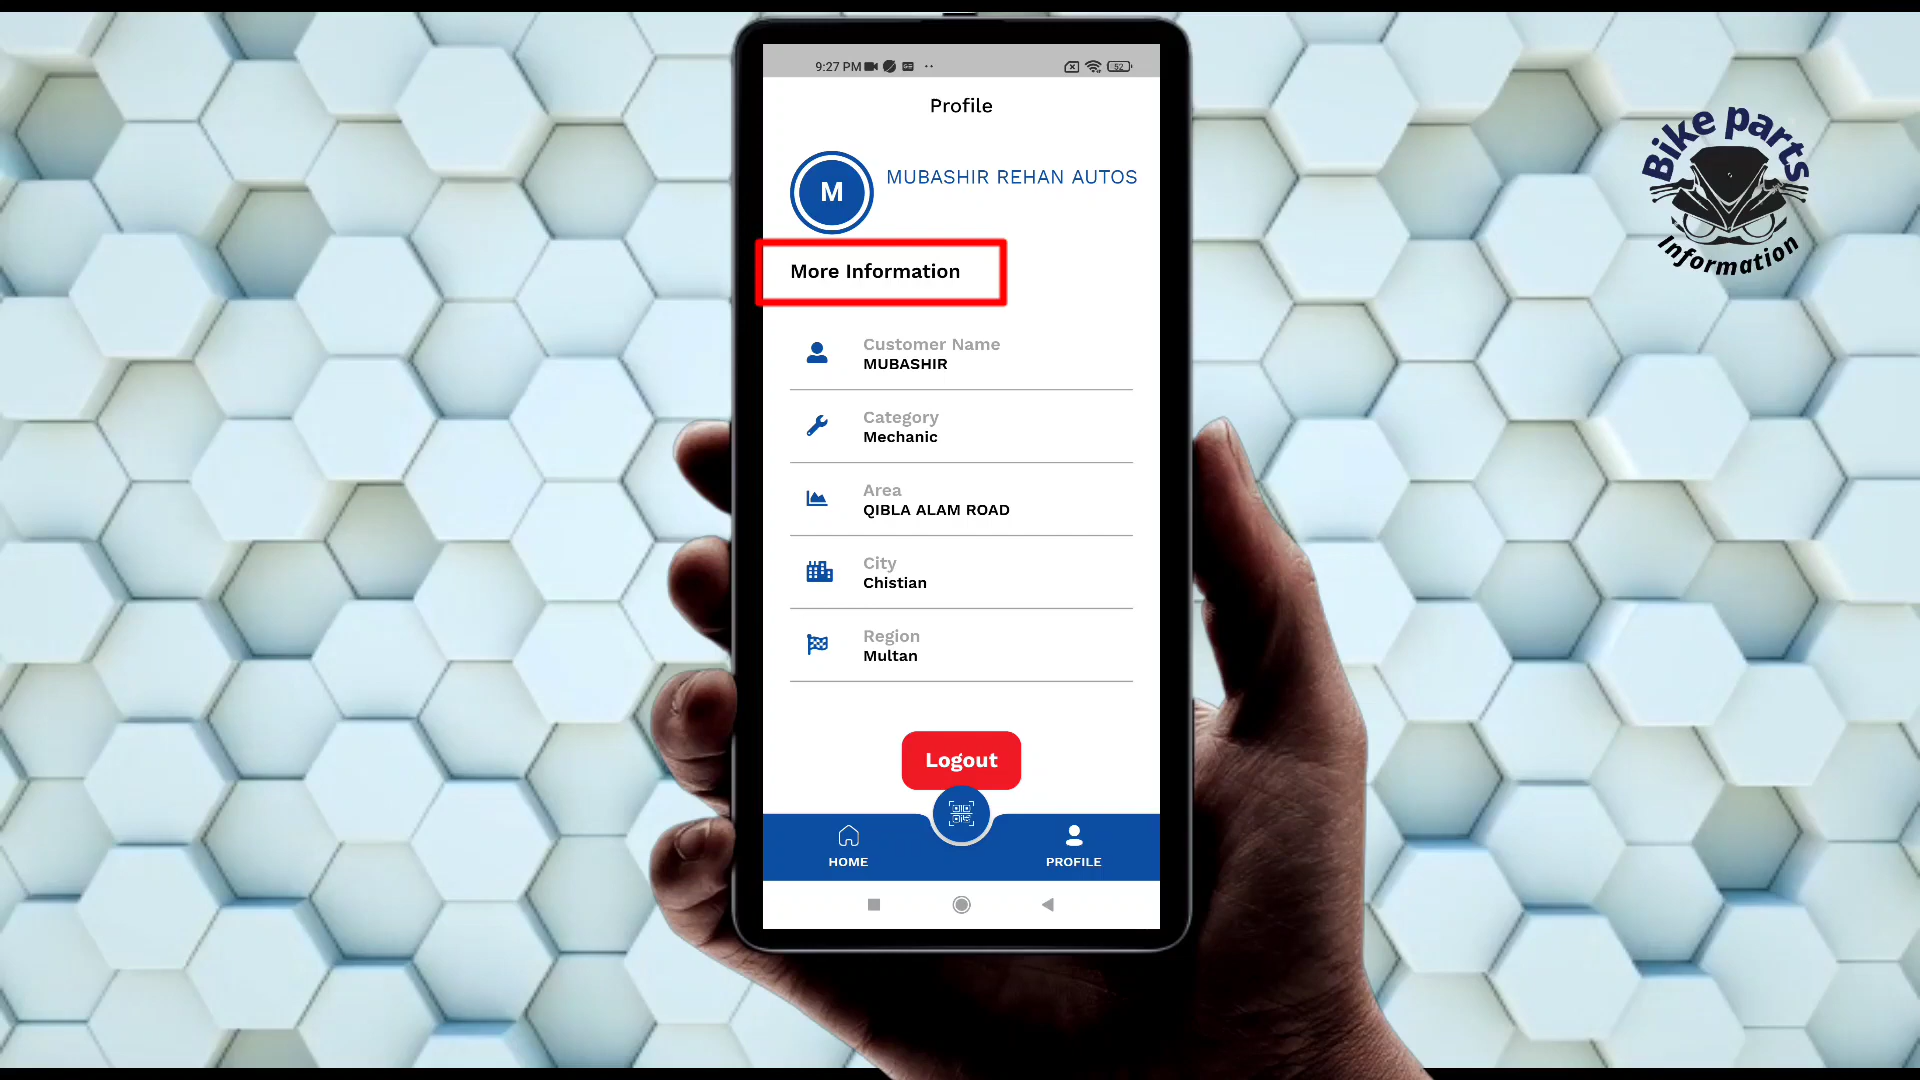 9:27 PM
52
Profile
M
MUBASHIR REHAN AUTOS
More Information
Customer Name
MUBASHIR
Category
Mechanic
Area
QIBLA ALAM ROAD
City
Chistian
Region
Multan
Logout
HOME
PROFILE
Bike parts
Information